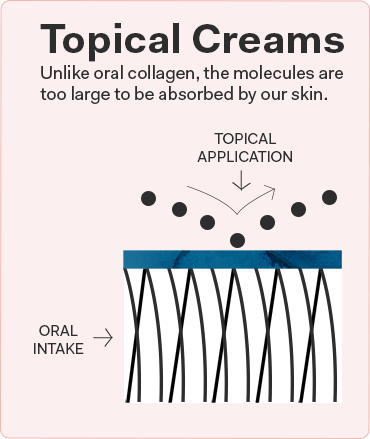 Topical Creams
Unlike oral collagen, the molecules are
too large to be absorbed by our skin.
TOPICAL
APPLICATION
ORAL
INTAKE